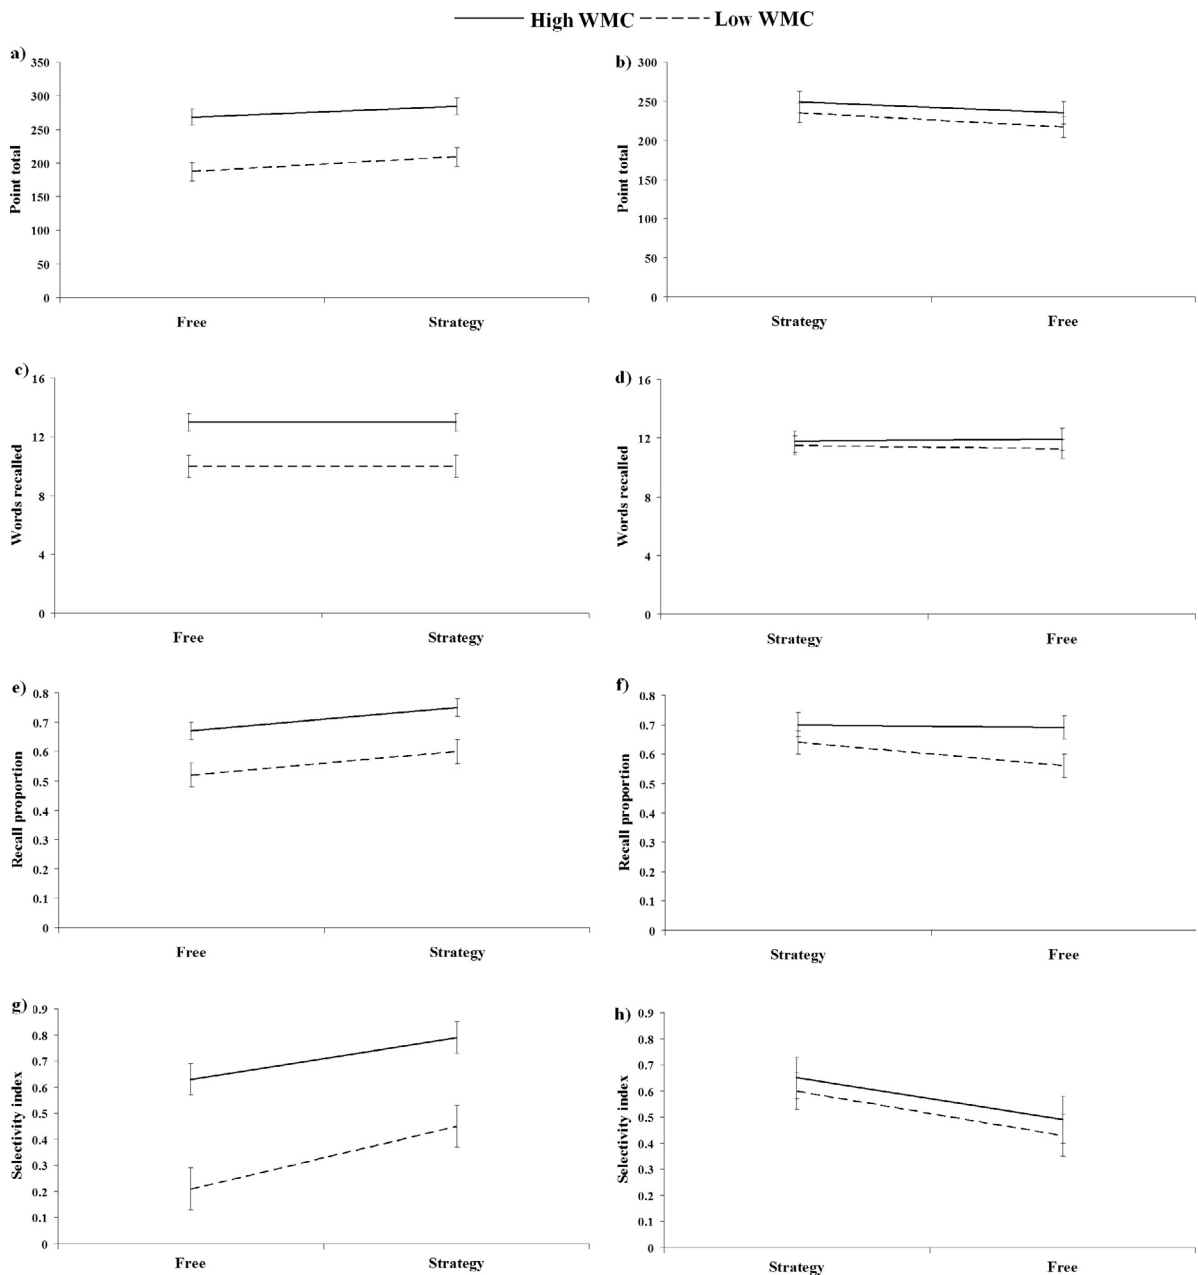 High WMC Low WMC
a)
350
300
250
200
150
100
50
0
Point total
Free Strategy
b)
300
250
200
150
100
50
0
Point total
Strategy Free
c)
16
12
8
4
0
Words recalled
Free Strategy
d)
16
12
8
4
0
Words recalled
Strategy Free
e)
0.8
0.7
0.6
0.5
0.4
0.3
0.2
0.1
0
Recall proportion
Free Strategy
f)
0.8
0.7
0.6
0.5
0.4
0.3
0.2
0.1
0
Recall proportion
Strategy Free
g)
0.9
0.8
0.7
0.6
0.5
0.4
0.3
0.2
0.1
0
Selectivity index
Free Strategy
h)
0.9
0.8
0.7
0.6
0.5
0.4
0.3
0.2
0.1
0
Selectivity index
Strategy Free